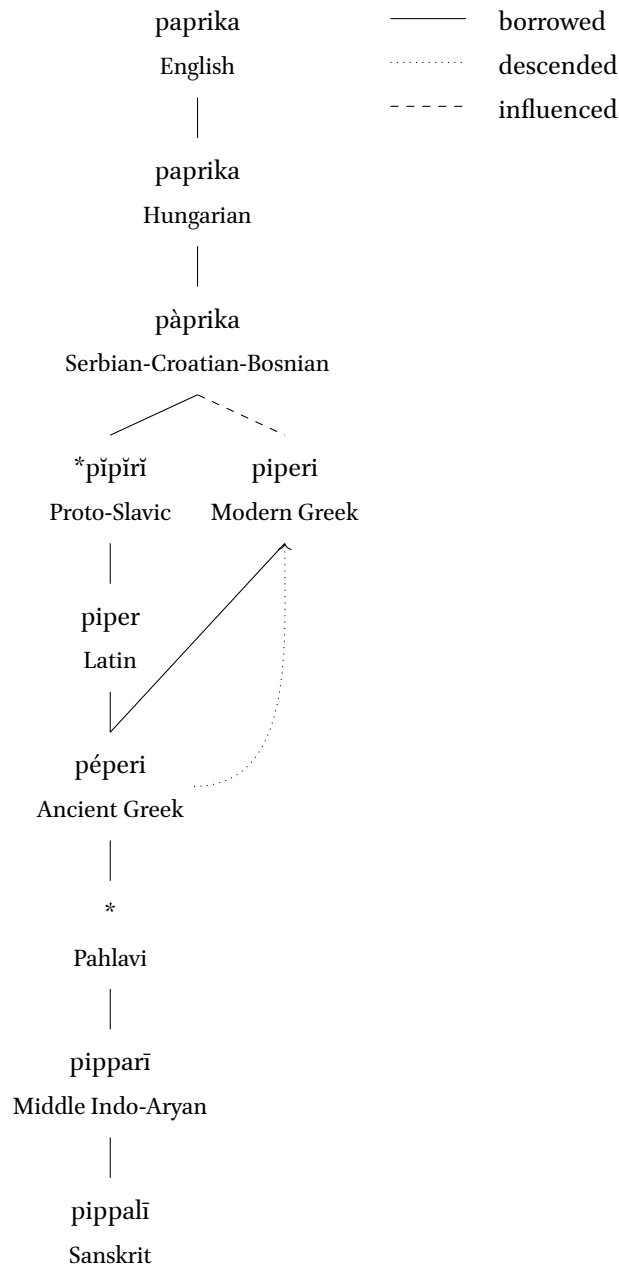 paprika
English
borrowed
descended
influenced
paprika
Hungarian
pàprika
Serbian-Croatian-Bosnian
*pĭpĭrĭ
Proto-Slavic
piperi
Modern Greek
piper
Latin
péperi
Ancient Greek
*
Pahlavi
pipparī
Middle Indo-Aryan
pippalī
Sanskrit